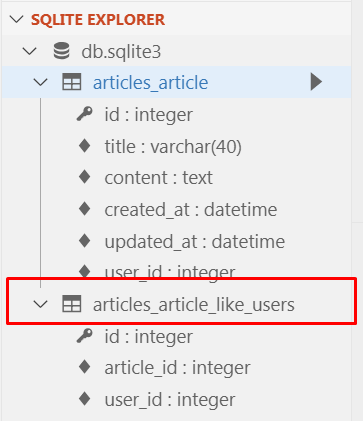 SQLITE EXPLORER
db.sqlite3
articles_article
id : integer
title : varchar(40)
content : text
created_at : datetime
updated_at : datetime
user_id : integer
articles_article_like_users
id : integer
article_id : integer
user_id : integer